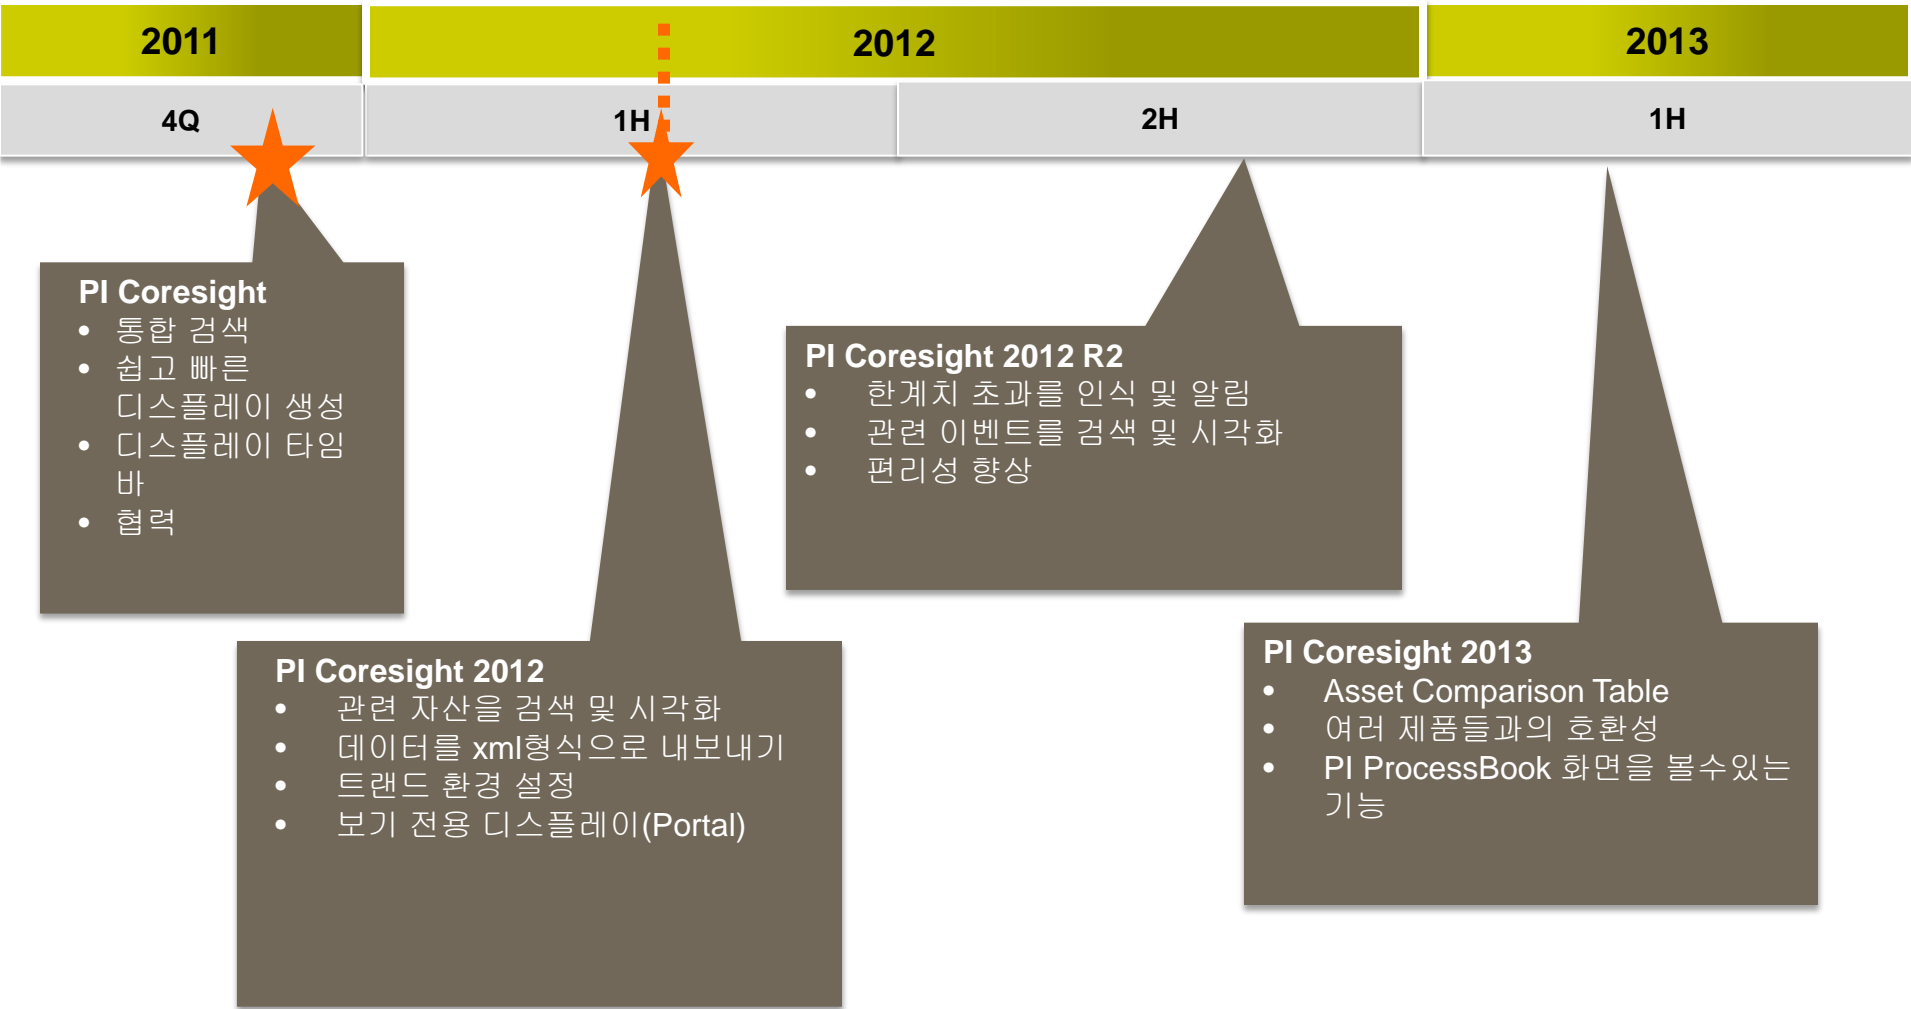 2011
2012
2013
4Q
1H
2H
1H
PI Coresight
• 통합 검색
• 쉽고 빠른
디스플레이 생성
• 디스플레이 타임
바
• 협력
PI Coresight 2012
• 관련 자산을 검색 및 시각화
• 데이터를 xml형식으로 내보내기
• 트랜드 환경 설정
• 보기 전용 디스플레이(Portal)
PI Coresight 2012 R2
• 한계치 초과를 인식 및 알림
• 관련 이벤트를 검색 및 시각화
• 편리성 향상
PI Coresight 2013
• Asset Comparison Table
• 여러 제품들과의 호환성
• PI ProcessBook 화면을 볼수있는
기능